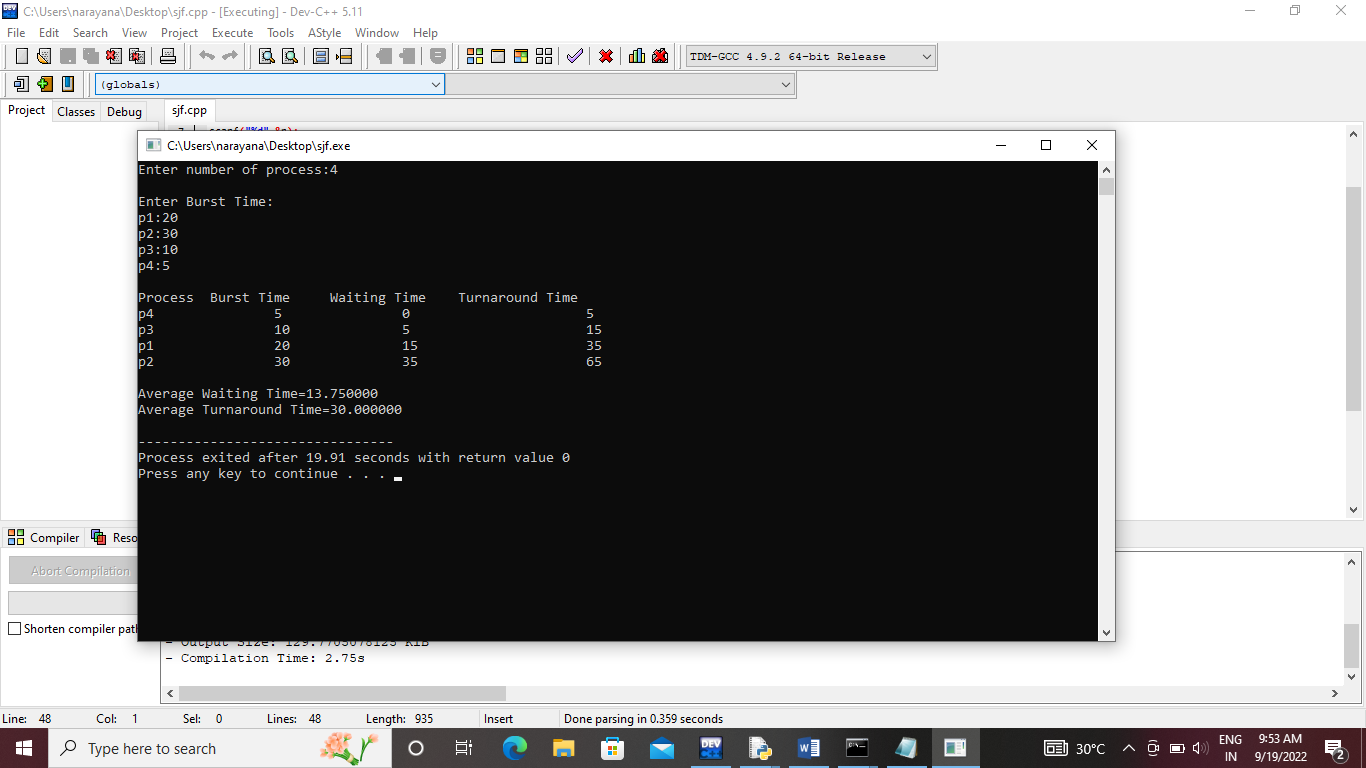 C:\Users\narayana\Desktop\sjf.cpp - [Executing] - Dev-C++ 5.11
File Edit Search View Project Execute Tools AStyle Window Help
TDM-GCC 4.9.2 64-bit Release
(globals)
Project Classes Debug sjf.cpp
C:\Users\narayana\Desktop\sjf.exe
Enter number of process:4
Enter Burst Time:
p1:20
p2:30
p3:10
p4:5
Process Burst Time Waiting Time Turnaround Time
p4 5 0 5
p3 10 5 15
p1 20 15 35
p2 30 35 65
Average Waiting Time=13.750000
Average Turnaround Time=30.000000
--------------------------------
Process exited after 19.91 seconds with return value 0
Press any key to continue . . .
Compiler Reso
Abort Compilation
Shorten compiler path
- Output Size: 129.7705078125 KiB
- Compilation Time: 2.75s
Line: 48 Col: 1 Sel: 0 Lines: 48 Length: 935 Insert Done parsing in 0.359 seconds
Type here to search
DEV
30°C
ENG
IN
9:53 AM
9/19/2022
2